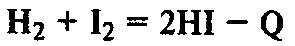 H₂ + I₂ = 2HI − Q